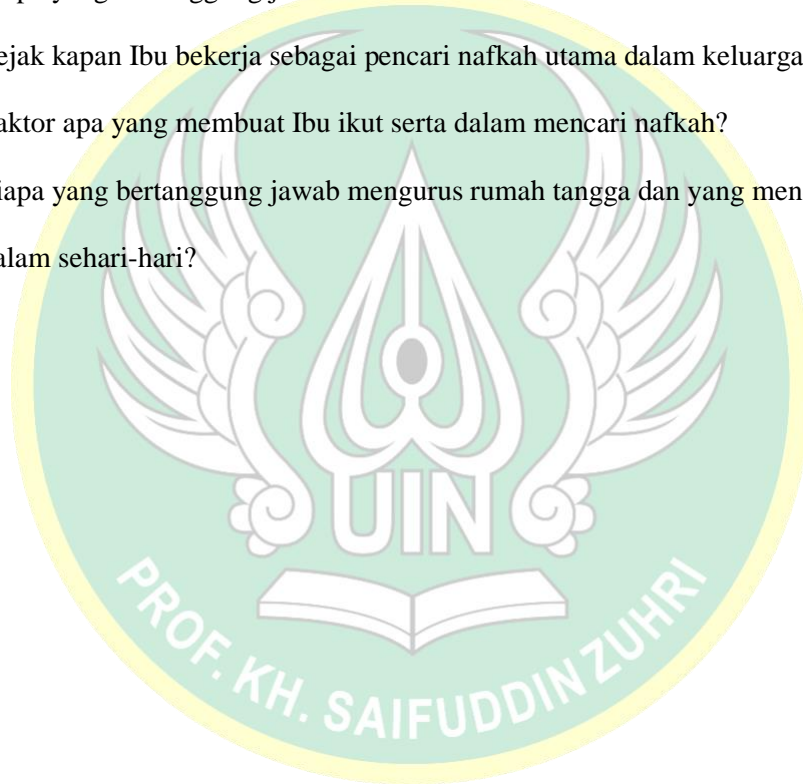 ejak kapan Ibu bekerja sebagai pencari nafkah utama dalam keluarga
aktor apa yang membuat Ibu ikut serta dalam mencari nafkah?
iapa yang bertanggung jawab mengurus rumah tangga dan yang men
alam sehari-hari?
UIN
PROF. KH. SAIFUDDIN ZUHRI